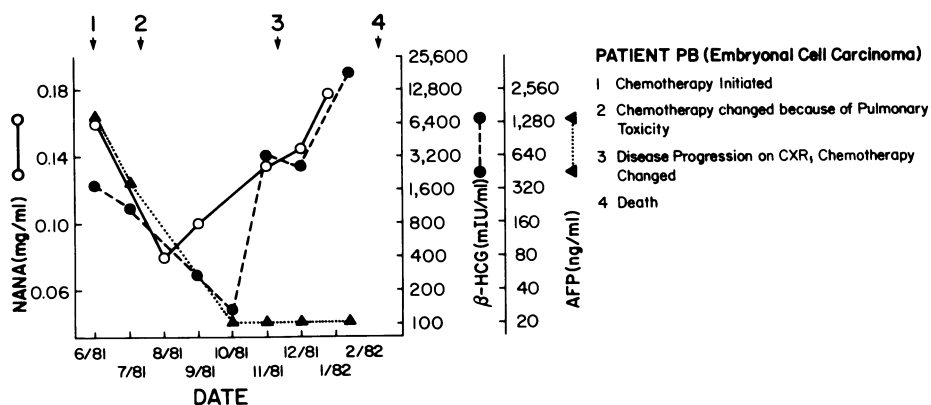 1 2 3 4
PATIENT PB (Embryonal Cell Carcinoma)
1 Chemotherapy Initiated
2 Chemotherapy changed because of Pulmonary
Toxicity
3 Disease Progression on CXR, Chemotherapy
Changed
4 Death
NANA (mg/ml)
0.18
0.14
0.10
0.06
25,600
12,800
6,400
3,200
1,600
800
400
200
100
β-HCG (mIU/ml)
2,560
1,280
640
320
160
80
40
20
AFP (ng/ml)
6/81 8/81 10/81 12/81 2/82
7/81 9/81 11/81 1/82
DATE